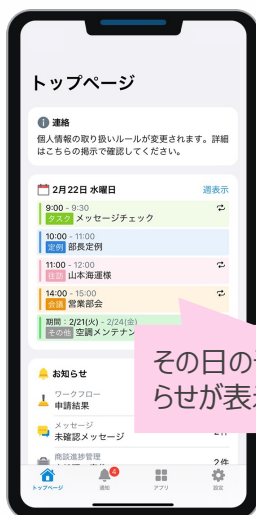 トップページ
連絡
個人情報の取り扱いルールが変更されます。詳細
はこちらの掲示で確認してください。
2月22日 水曜日 週表示
9:00 - 9:30
タスク メッセージチェック
10:00 - 11:00
定例 部長定例
11:00 - 12:00
往訪 山本海運様
14:00 - 15:00
会議 営業部会
期間：2/21(火) - 2/24(金)
その他 空調メンテナン
その日の
らせが表
お知らせ
ワークフロー
申請結果
メッセージ
未確認メッセージ
商談進捗管理
2件
4
トップページ 通知 アプリ 設定